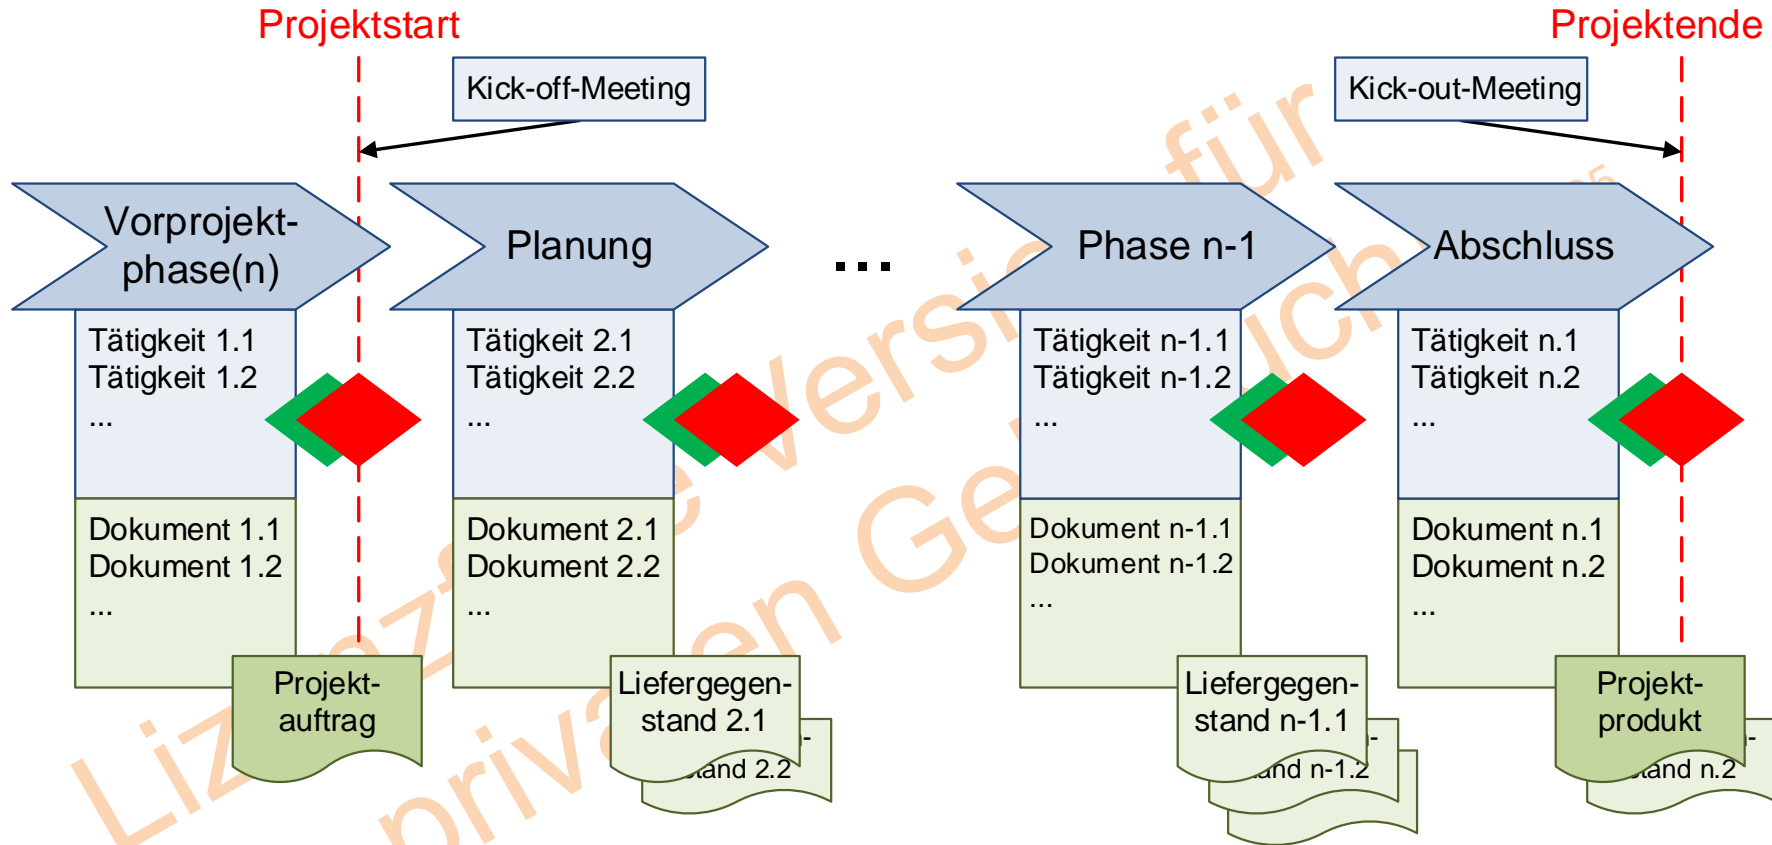 Projektstart
Projektende
Kick-off-Meeting
Kick-out-Meeting
Vorprojekt-
phase(n)
Planung
...
Phase n-1
Abschluss
Tätigkeit 1.1
Tätigkeit 1.2
...
Tätigkeit 2.1
Tätigkeit 2.2
...
Tätigkeit n-1.1
Tätigkeit n-1.2
...
Tätigkeit n.1
Tätigkeit n.2
...
Dokument 1.1
Dokument 1.2
...
Dokument 2.1
Dokument 2.2
...
Dokument n-1.1
Dokument n-1.2
...
Dokument n.1
Dokument n.2
...
Projekt-
auftrag
Liefergegen-
stand 2.1
stand 2.2
Liefergegen-
stand n-1.1
n-1.2
Projekt-
produkt
stand n.2
für